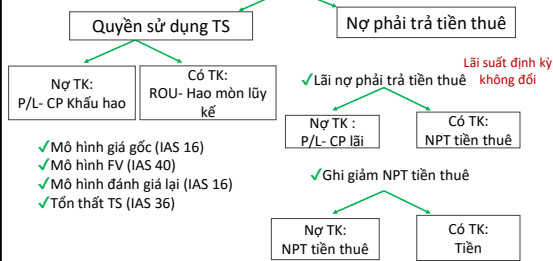 Quyền sử dụng TS
Nợ phải trả tiền thuê
Nợ TK:
P/L- CP Khấu hao
Có TK:
ROU- Hao mòn lũy
kế
✓Mô hình giá gốc (IAS 16)
✓Mô hình FV (IAS 40)
✓Mô hình đánh giá lại (IAS 16)
✓Tổn thất TS (IAS 36)
✓Lãi nợ phải trả tiền thuê
Lãi suất định kỳ
không đổi
Nợ TK :
P/L- CP lãi
Có TK:
NPT tiền thuê
✓Ghi giảm NPT tiền thuê
Nợ TK:
NPT tiền thuê
Có TK:
Tiền